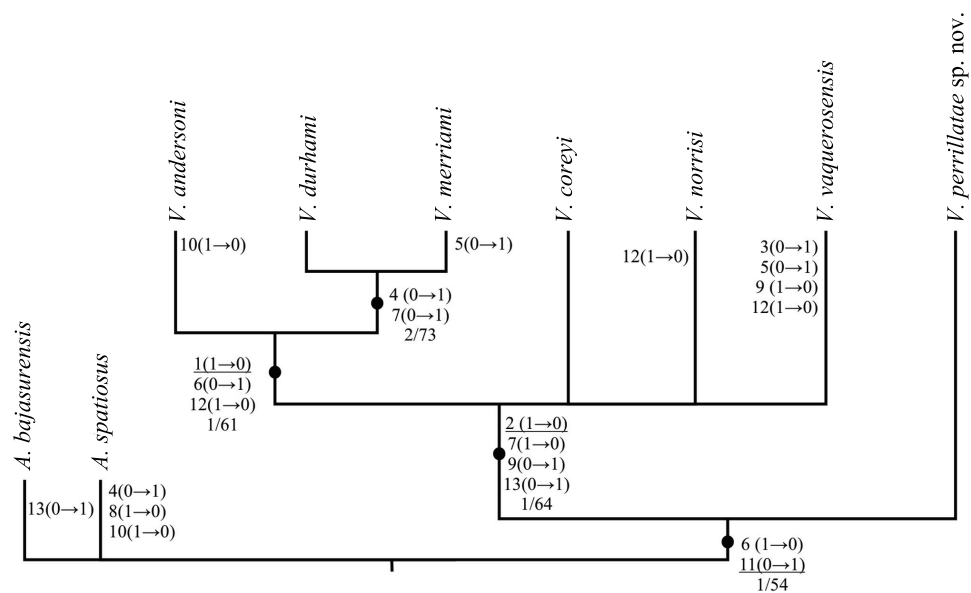 V. andersoni
V. durhami
V. merriami
V. coreyi
V. norrisi
V. vaquerosensis
V. perrillatae sp. nov.
10(1→0)
5(0→1)
12(1→0)
3(0→1)
5(0→1)
9 (1→0)
12(1→0)
4 (0→1)
7(0→1)
2/73
1(1→0)
6(0→1)
12(1→0)
1/61
A. bajasurensis
A. spatiosus
2 (1→0)
7(1→0)
9(0→1)
13(0→1)
1/64
13(0→1)
4(0→1)
8(1→0)
10(1→0)
6 (1→0)
11(0→1)
1/54